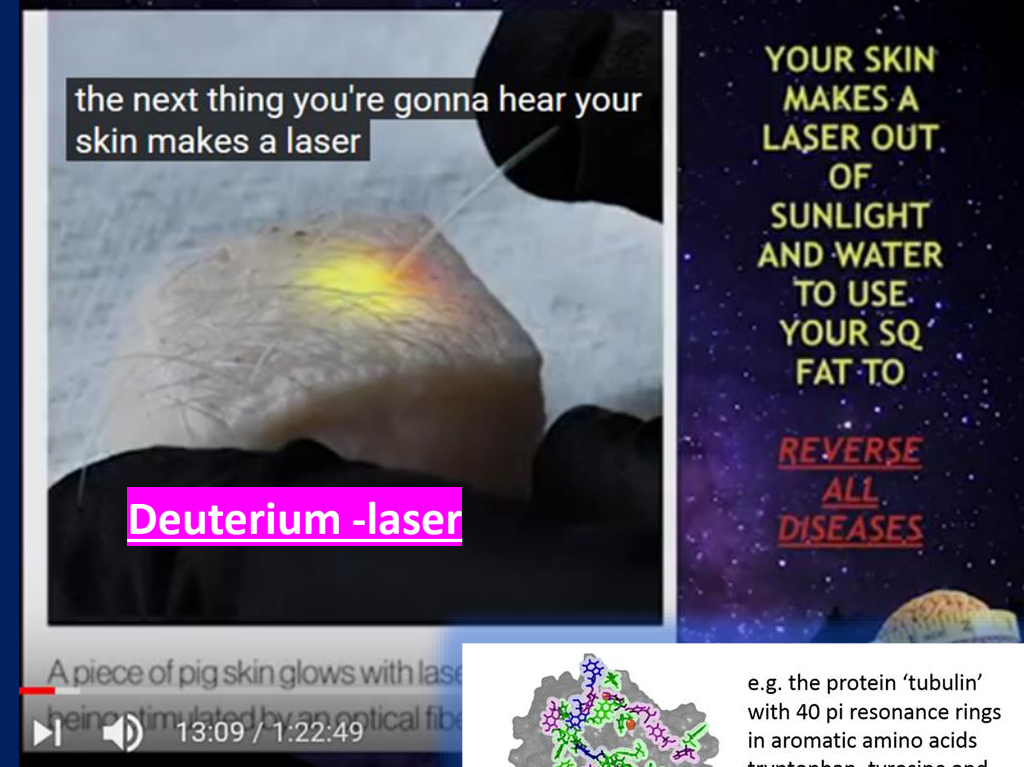 the next thing you're gonna hear your
skin makes a laser
YOUR SKIN
MAKES A
LASER OUT
OF
SUNLIGHT
AND WATER
TO USE
YOUR SQ
FAT TO
REVERSE
ALL
DISEASES
Deuterium -laser
A piece of pig skin glows with lase
being stimulated by an optical fibe
13:09 / 1:22:49
e.g. the protein ‘tubulin’
with 40 pi resonance rings
in aromatic amino acids
tryptophan, tyrosine and